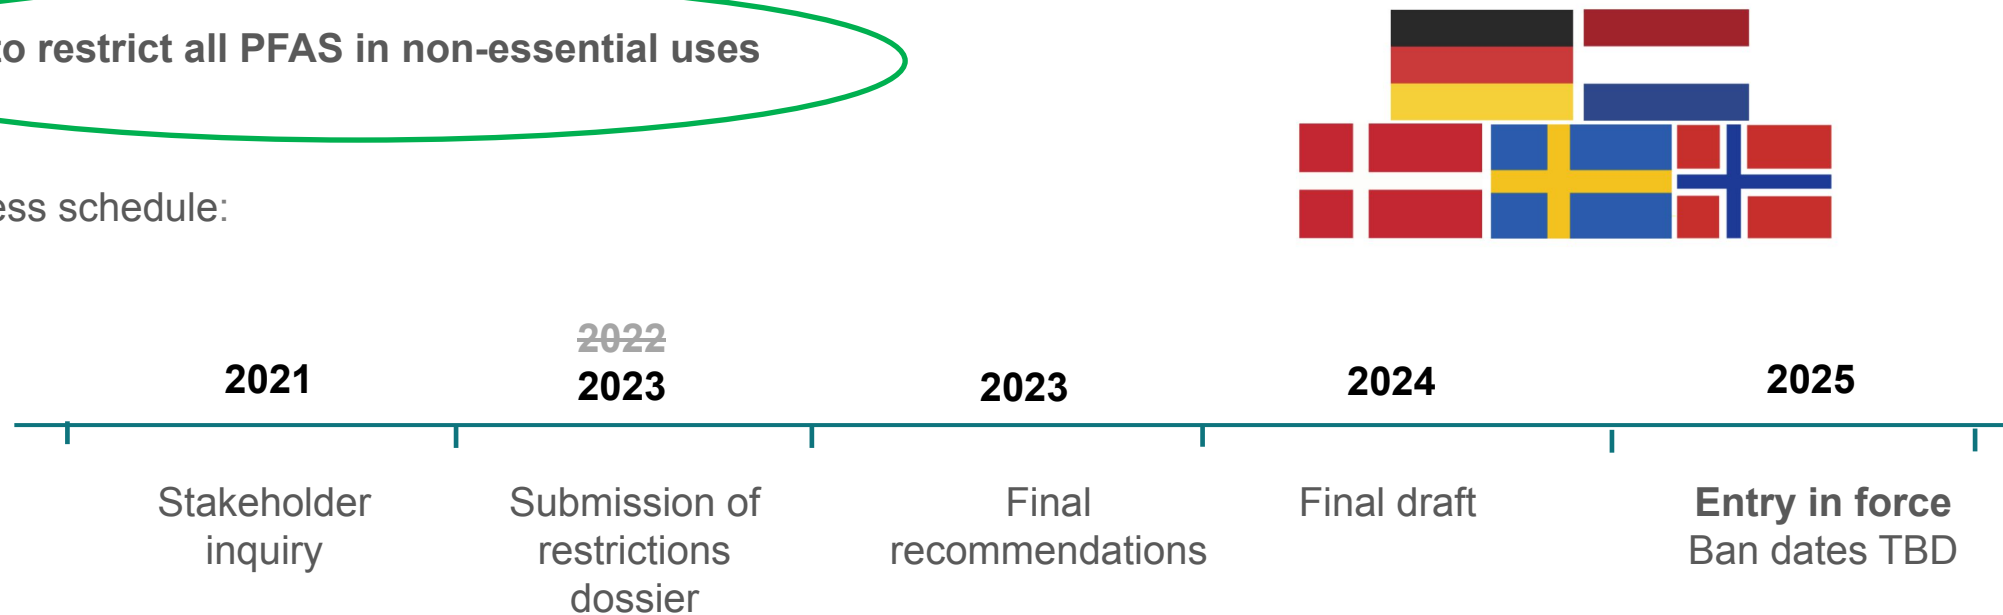 to restrict all PFAS in non-essential uses
ess schedule:
2022
2021 2023 2023 2024 2025
Stakeholder inquiry
Submission of restrictions dossier
Final recommendations
Final draft
Entry in force
Ban dates TBD